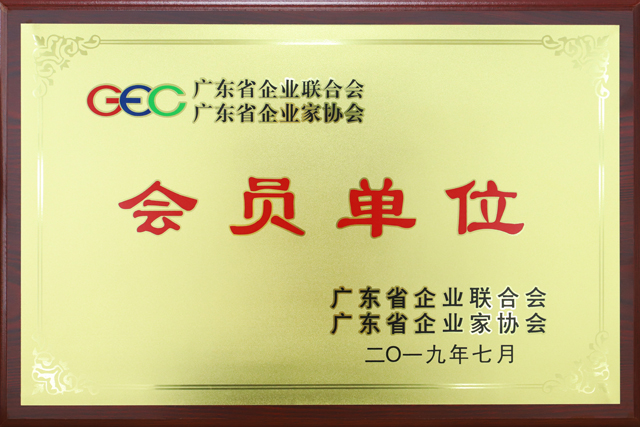 GEC 广东省企业联合会
广东省企业家协会
会员单位
广东省企业联合会
广东省企业家协会
二〇一九年七月